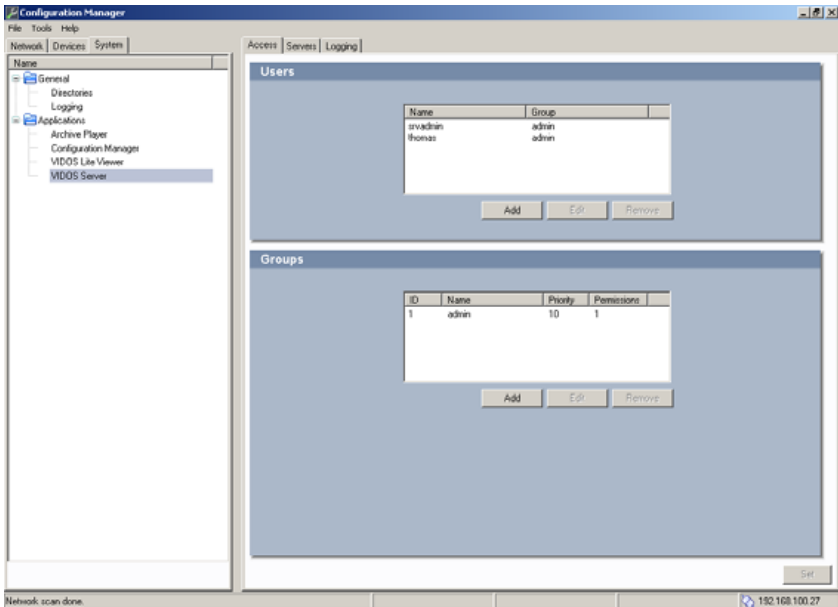 Configuration Manager
File Tools Help
Network Devices System
Access Servers Logging
Name
General
Directories
Logging
Applications
Archive Player
Configuration Manager
VIDOS Lite Viewer
VIDOS Server
Users
Name Group
srvadmin admin
thomas admin
Add Edit Remove
Groups
ID Name Priority Permissions
1 admin 10 1
Add Edit Remove
Set
Network scan done.
192.168.100.27